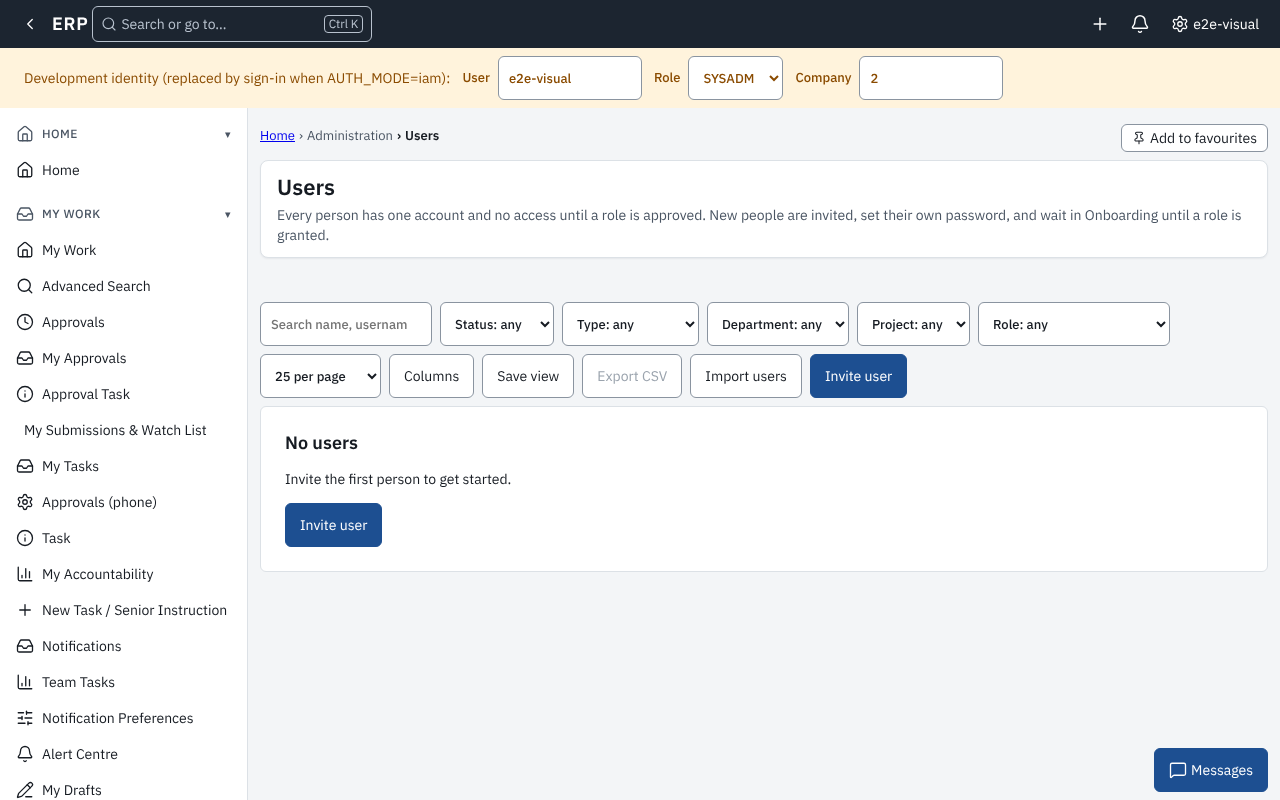 ERP Search or go to... Ctrl K e2e-visual
Development identity (replaced by sign-in when AUTH_MODE=iam): User e2e-visual Role SYSADM Company 2
HOME ▾
Home
MY WORK ▾
My Work
Advanced Search
Approvals
My Approvals
Approval Task
My Submissions & Watch List
My Tasks
Approvals (phone)
Task
My Accountability
New Task / Senior Instruction
Notifications
Team Tasks
Notification Preferences
Alert Centre
My Drafts
Home › Administration › Users
Add to favourites
Users
Every person has one account and no access until a role is approved. New people are invited, set their own password, and wait in Onboarding until a role is
granted.
Search name, usernam Status: any Type: any Department: any Project: any Role: any
25 per page Columns Save view Export CSV Import users Invite user
No users
Invite the first person to get started.
Invite user
Messages